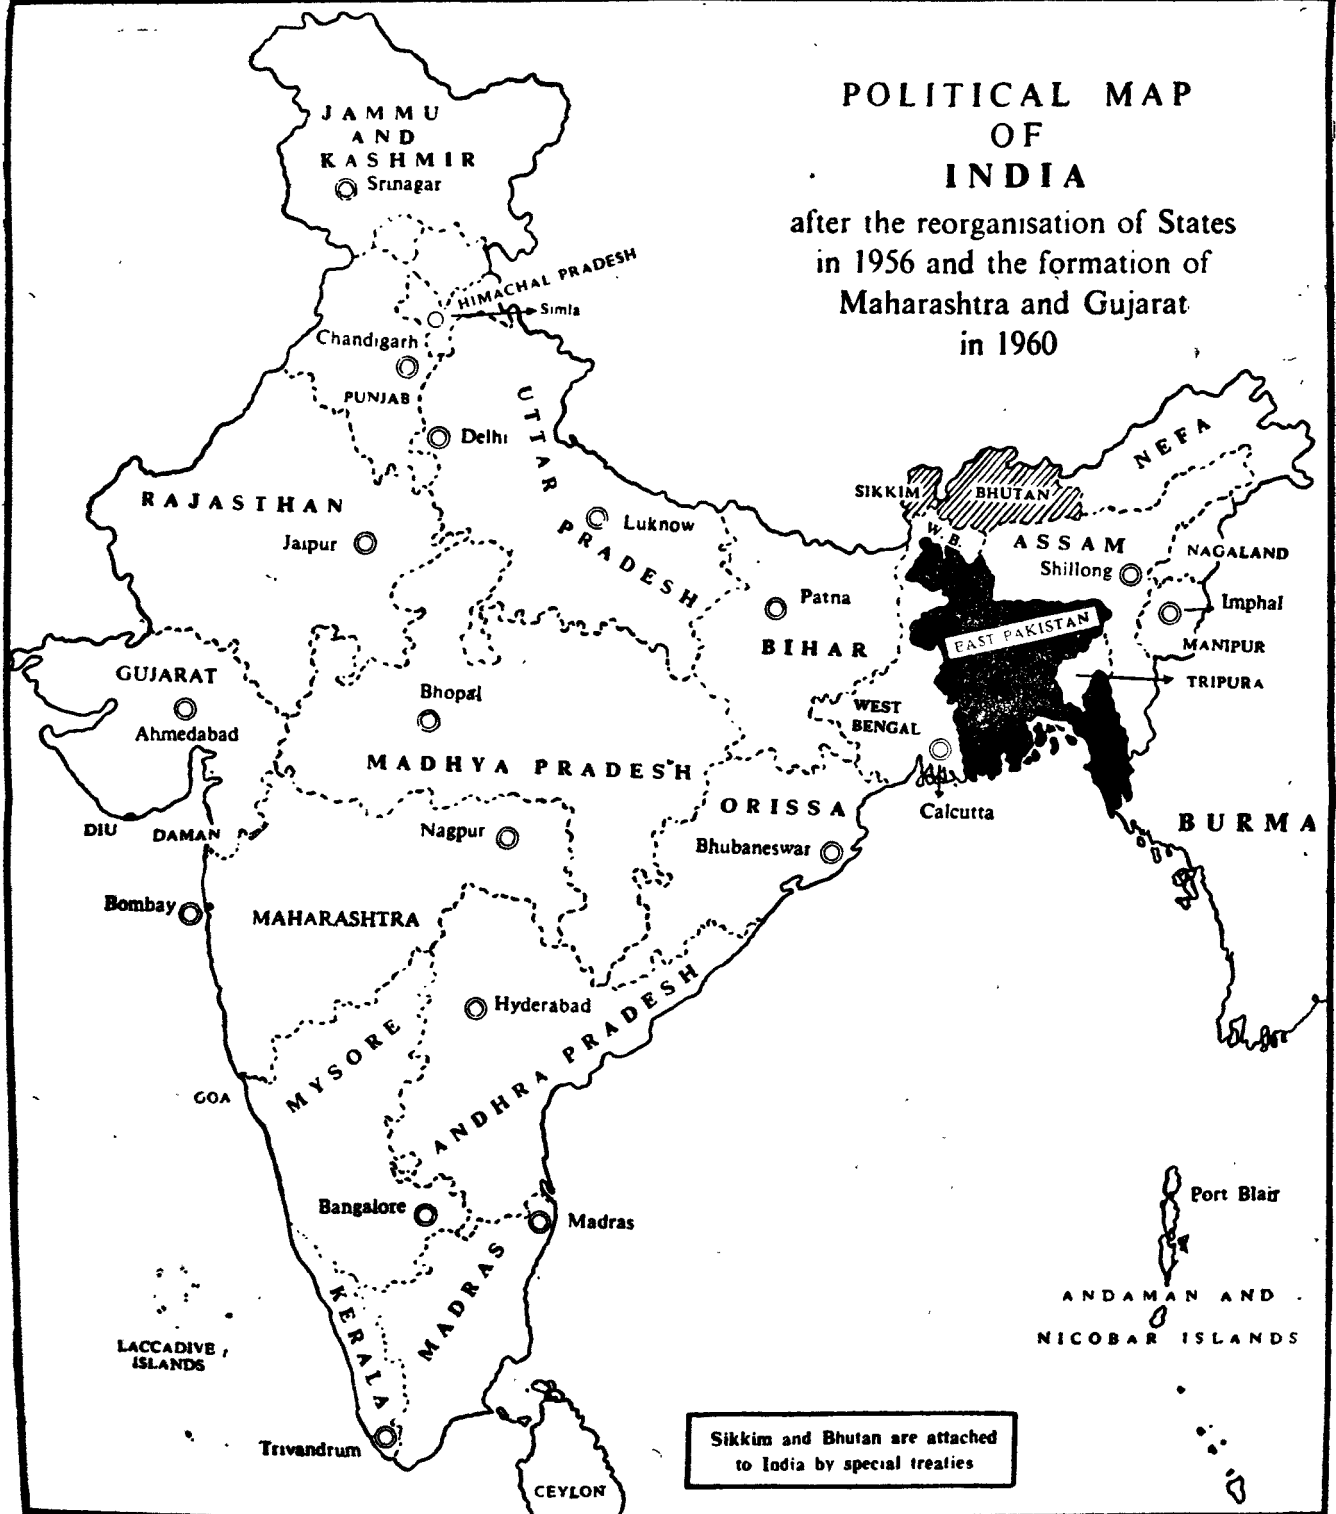 POLITICAL MAP
OF
INDIA
after the reorganisation of States
in 1956 and the formation of
Maharashtra and Gujarat
in 1960
JAMMU
AND
KASHMIR
Srinagar
HIMACHAL PRADESH
Simla
Chandigarh
PUNJAB
Delhi
UTTAR
PRADESH
Luknow
RAJASTHAN
Jaipur
SIKKIM
BHUTAN
NEFA
W. B.
ASSAM
Shillong
NAGALAND
Imphal
MANIPUR
TRIPURA
EAST PAKISTAN
Patna
BIHAR
WEST
BENGAL
Calcutta
GUJARAT
Ahmedabad
Bhopal
MADHYA PRADESH
DIU
DAMAN
Nagpur
ORISSA
Bhubaneswar
BURMA
Bombay
MAHARASHTRA
Hyderabad
MYSORE
ANDHRA PRADESH
GOA
Bangalore
Madras
MADRAS
KERALA
LACCADIVE
ISLANDS
Trivandrum
CEYLON
Port Blair
ANDAMAN AND
NICOBAR ISLANDS
Sikkim and Bhutan are attached
to India by special treaties